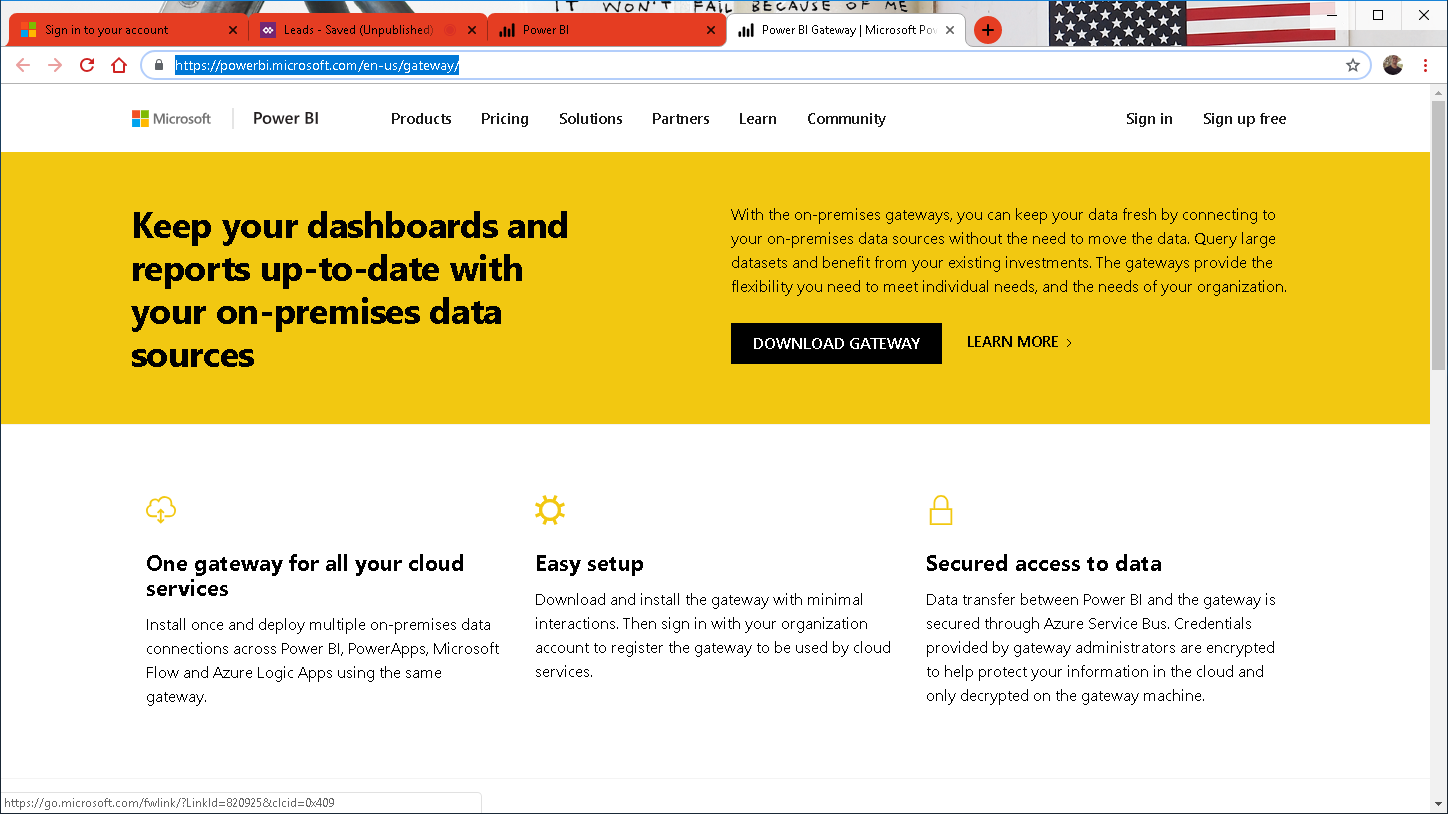 IT WON'T FAIL BECAUSE OF ME
Sign in to your account
Leads - Saved (Unpublished)
Power BI
Power BI Gateway | Microsoft Pow
https://powerbi.microsoft.com/en-us/gateway/
Microsoft
Power BI
Products
Pricing
Solutions
Partners
Learn
Community
Sign in
Sign up free
Keep your dashboards and
reports up-to-date with
your on-premises data
sources
With the on-premises gateways, you can keep your data fresh by connecting to
your on-premises data sources without the need to move the data. Query large
datasets and benefit from your existing investments. The gateways provide the
flexibility you need to meet individual needs, and the needs of your organization.
DOWNLOAD GATEWAY
LEARN MORE
One gateway for all your cloud
services
Install once and deploy multiple on-premises data
connections across Power BI, PowerApps, Microsoft
Flow and Azure Logic Apps using the same
gateway.
Easy setup
Download and install the gateway with minimal
interactions. Then sign in with your organization
account to register the gateway to be used by cloud
services.
Secured access to data
Data transfer between Power BI and the gateway is
secured through Azure Service Bus. Credentials
provided by gateway administrators are encrypted
to help protect your information in the cloud and
only decrypted on the gateway machine.
https://go.microsoft.com/fwlink/?LinkId=820925&clcid=0x409